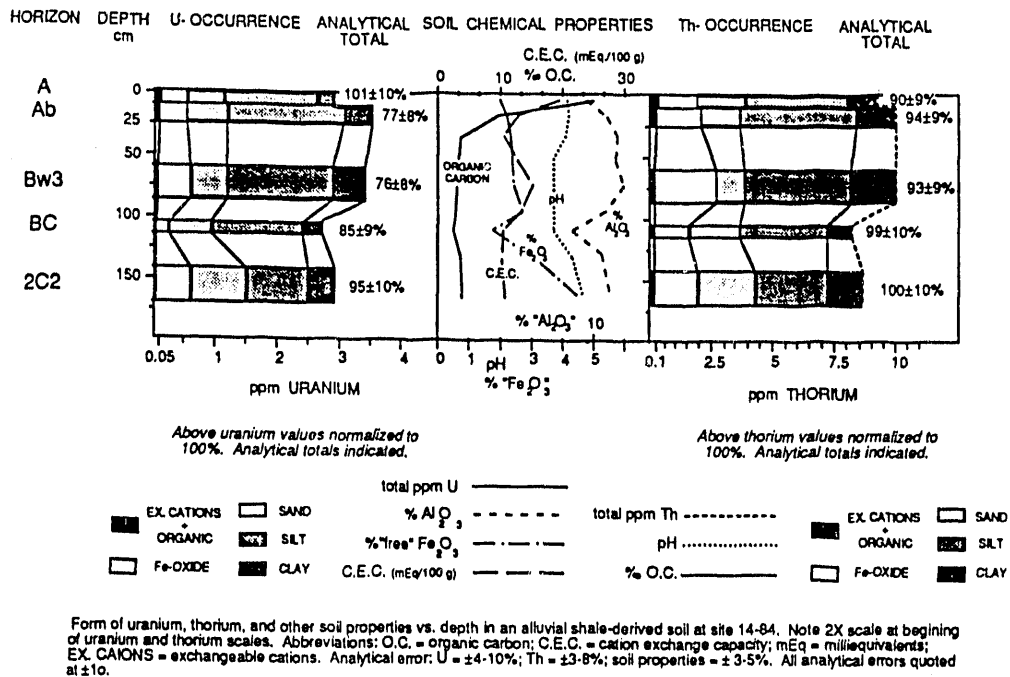 HORIZON DEPTH cm U- OCCURRENCE ANALYTICAL TOTAL SOIL CHEMICAL PROPERTIES Th- OCCURRENCE ANALYTICAL TOTAL
C.E.C. (mEq/100 g)
0 10 % O.C. 30
A
Ab
Bw3
BC
2C2
0
25
50
100
150
101±10%
77±8%
76±8%
85±9%
95±10%
ORGANIC
CARBON
pH
% Al2O3
% Fe2O3
C.E.C.
% "Al2O3" 10
90±9%
94±9%
93±9%
99±10%
100±10%
0.05 1 2 3 4
ppm URANIUM
0 1 pH 3 4 5
% "Fe2O3"
0.1 2.5 5 7.5 10
ppm THORIUM
Above uranium values normalized to
100%. Analytical totals indicated.
Above thorium values normalized to
100%. Analytical totals indicated.
EX. CATIONS
+
ORGANIC
Fe-OXIDE
SAND
SILT
CLAY
total ppm U
% Al2O3
%"free" Fe2O3
C.E.C. (mEq/100 g)
total ppm Th
pH
% O.C.
EX. CATIONS
+
ORGANIC
Fe-OXIDE
SAND
SILT
CLAY
Form of uranium, thorium, and other soil properties vs. depth in an alluvial shale-derived soil at site 14-84. Note 2X scale at begining
of uranium and thorium scales. Abbreviations: O.C. = organic carbon; C.E.C. = cation exchange capacity; mEq = milliequivalents;
EX. CAIONS = exchangeable cations. Analytical error: U = ±4-10%; Th = ±3-8%; soil properties = ± 3-5%. All analytical errors quoted
at ±1σ.